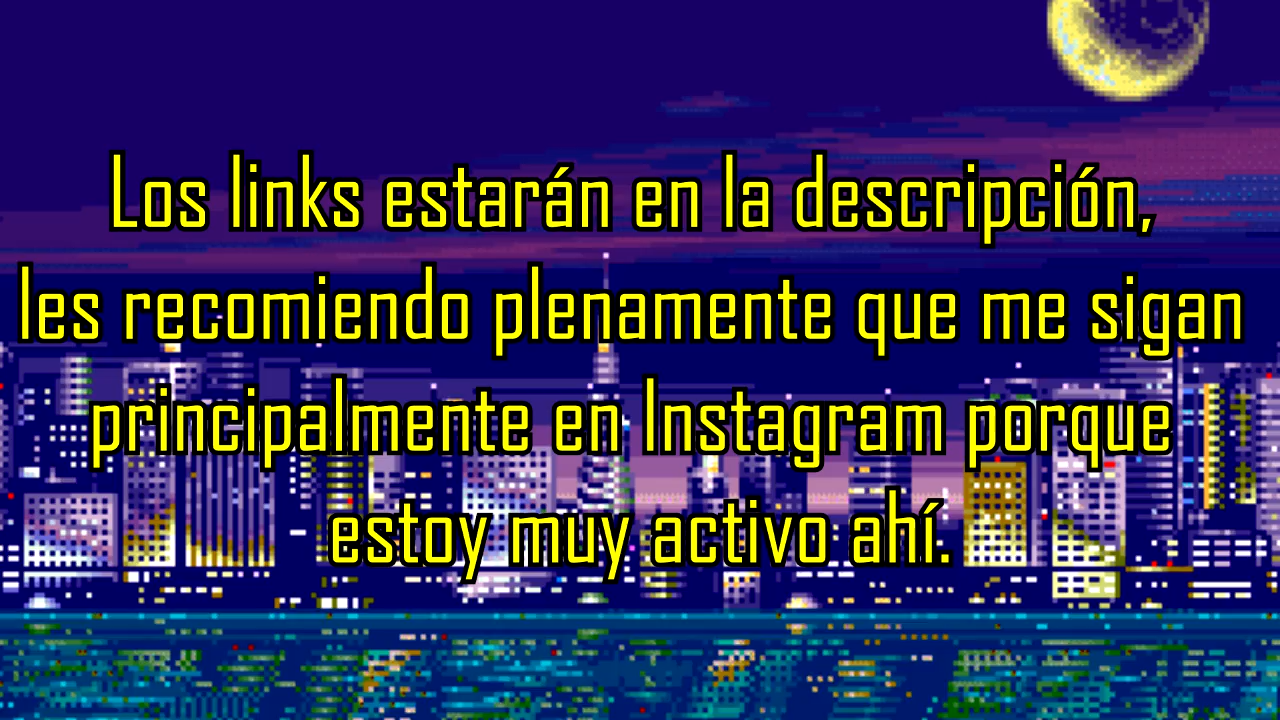 Los links estarán en la descripción,
les recomiendo plenamente que me sigan
principalmente en Instagram porque
estoy muy activo ahí.